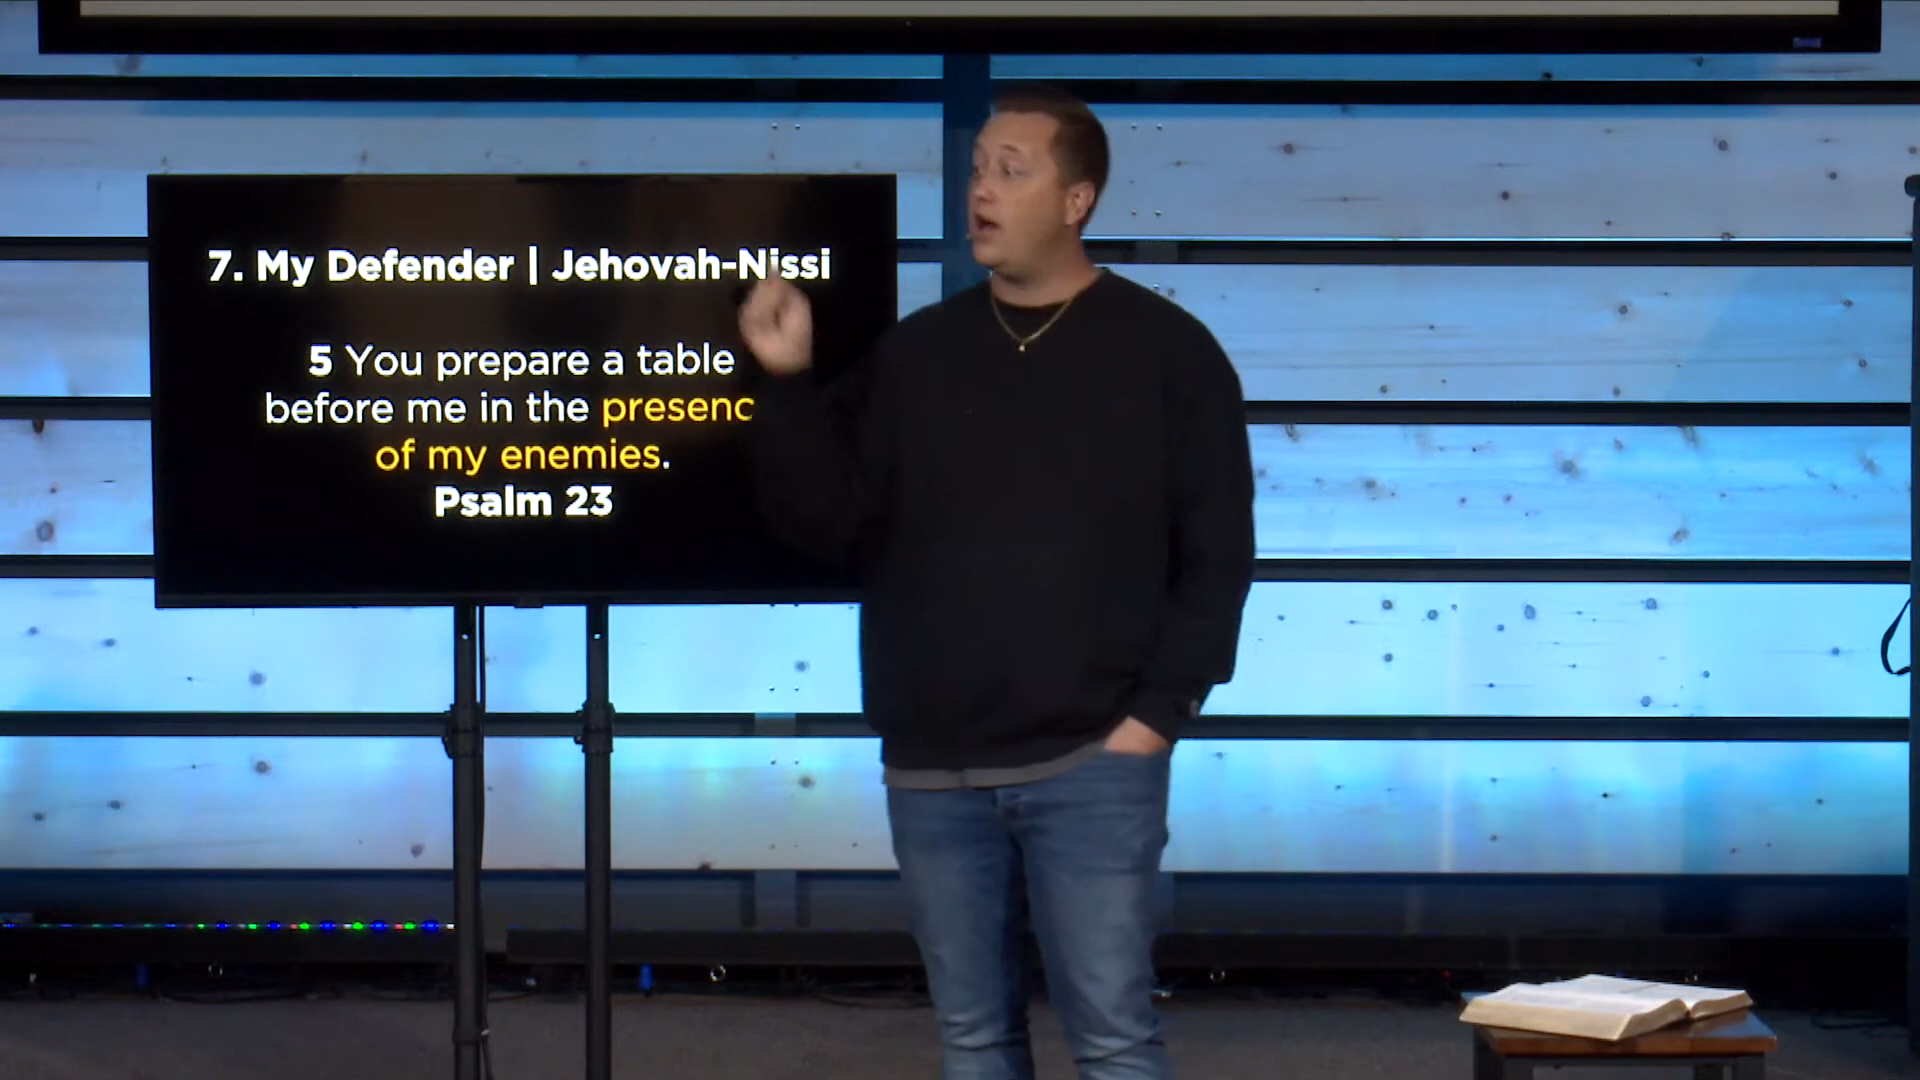 7. My Defender | Jehovah-Nissi
5 You prepare a table
before me in the presenc
of my enemies.
Psalm 23